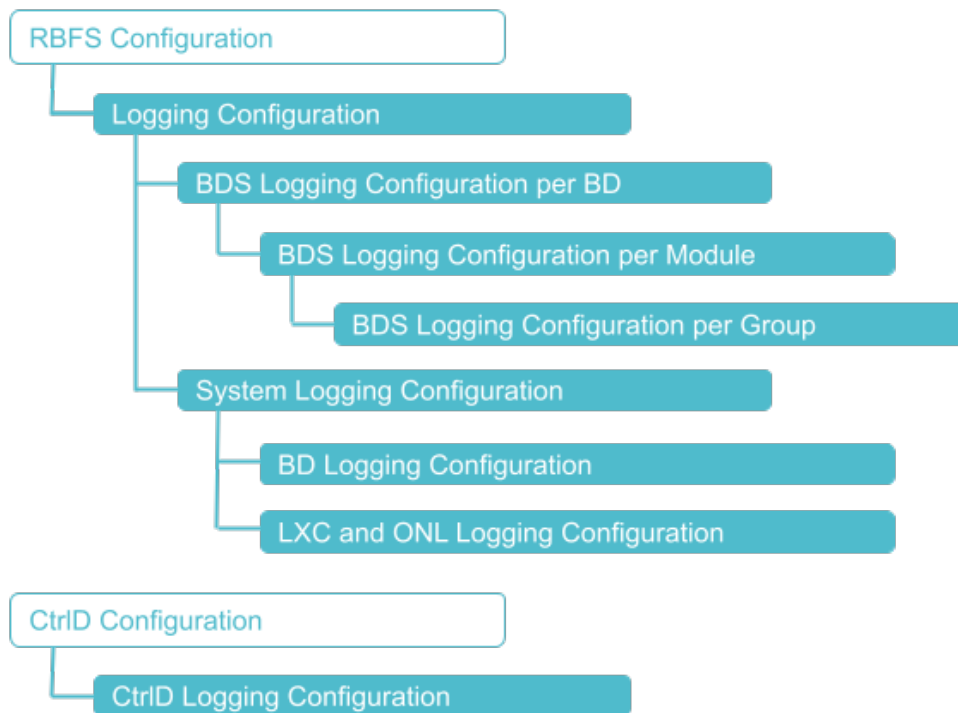 RBFS Configuration
Logging Configuration
BDS Logging Configuration per BD
BDS Logging Configuration per Module
BDS Logging Configuration per Group
System Logging Configuration
BD Logging Configuration
LXC and ONL Logging Configuration
CtrlD Configuration
CtrlD Logging Configuration